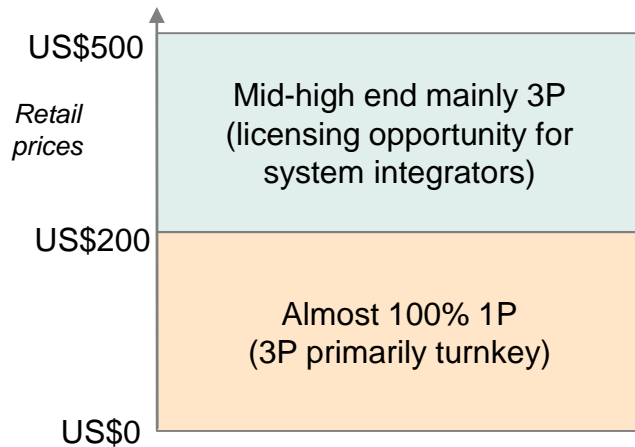 US$500
Retail
prices
Mid-high end mainly 3P
(licensing opportunity for
system integrators)
US$200
Almost 100% 1P
(3P primarily turnkey)
US$0